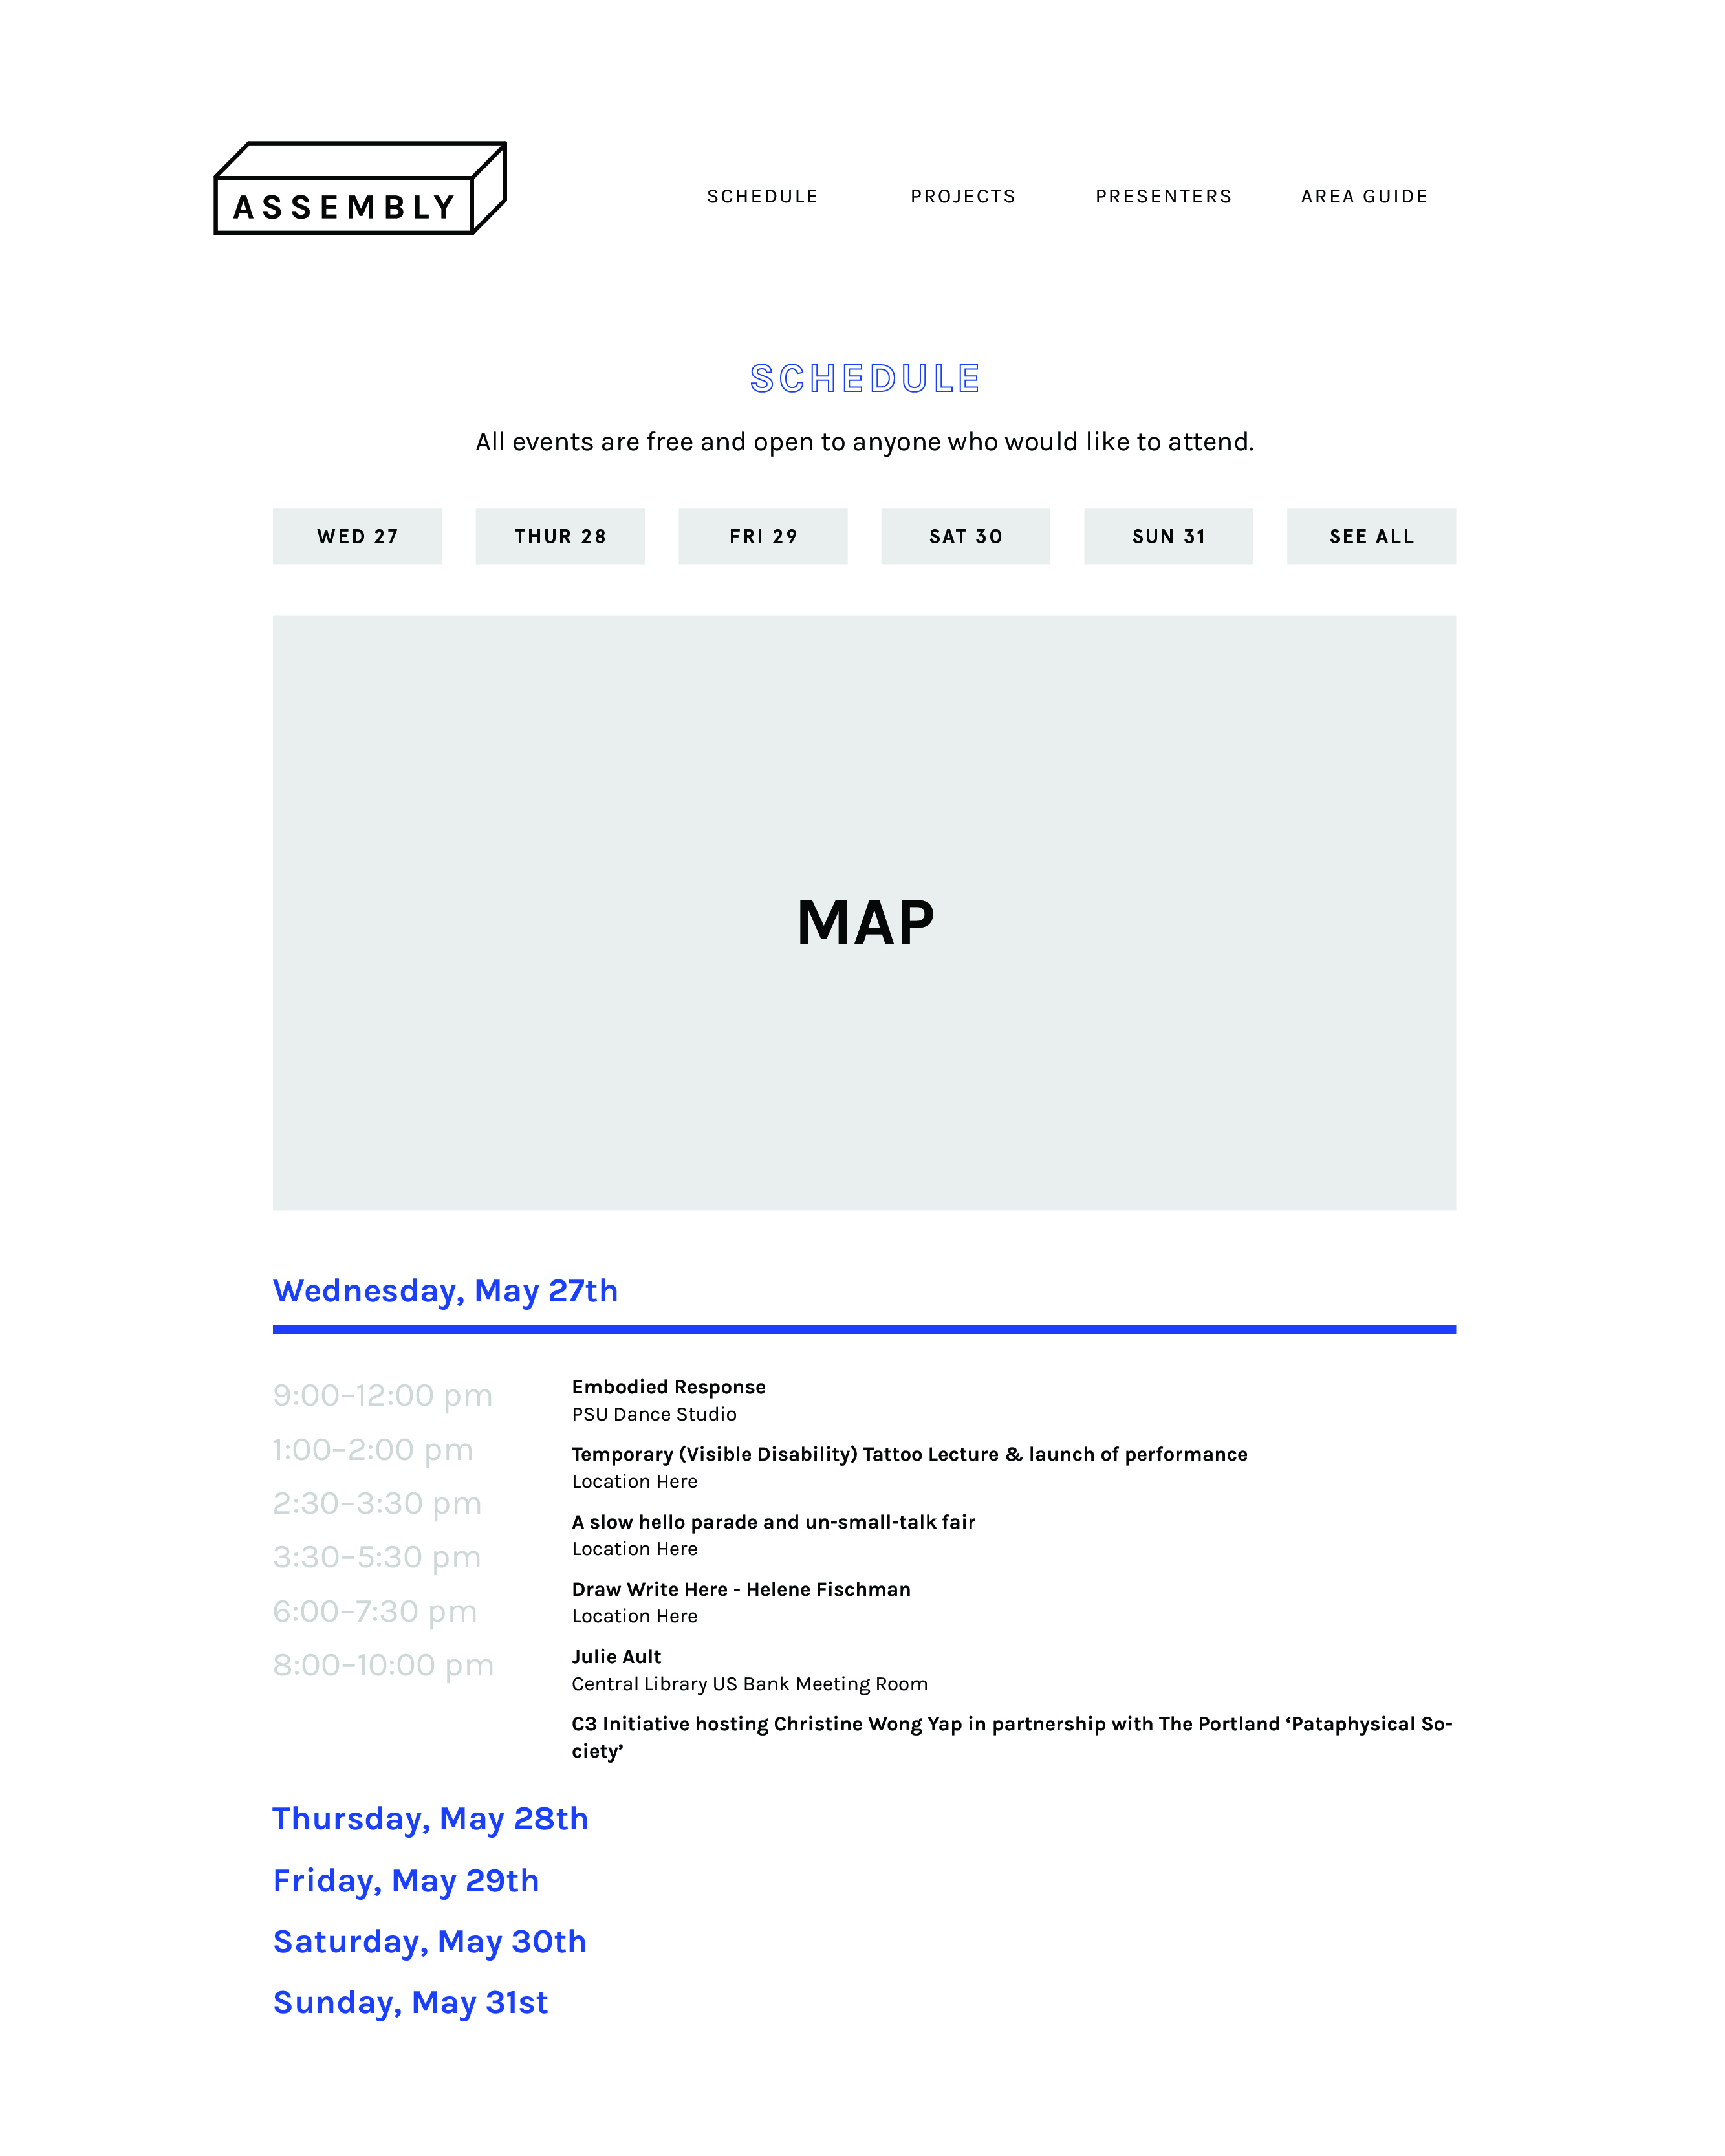 ASSEMBLY
SCHEDULE PROJECTS PRESENTERS AREA GUIDE
SCHEDULE
All events are free and open to anyone who would like to attend.
WED 27 THUR 28 FRI 29 SAT 30 SUN 31 SEE ALL
MAP
Wednesday, May 27th
9:00–12:00 pm
1:00–2:00 pm
2:30–3:30 pm
3:30–5:30 pm
6:00–7:30 pm
8:00–10:00 pm
Embodied Response
PSU Dance Studio
Temporary (Visible Disability) Tattoo Lecture & launch of performance
Location Here
A slow hello parade and un-small-talk fair
Location Here
Draw Write Here - Helene Fischman
Location Here
Julie Ault
Central Library US Bank Meeting Room
C3 Initiative hosting Christine Wong Yap in partnership with The Portland ‘Pataphysical So-
ciety’
Thursday, May 28th
Friday, May 29th
Saturday, May 30th
Sunday, May 31st